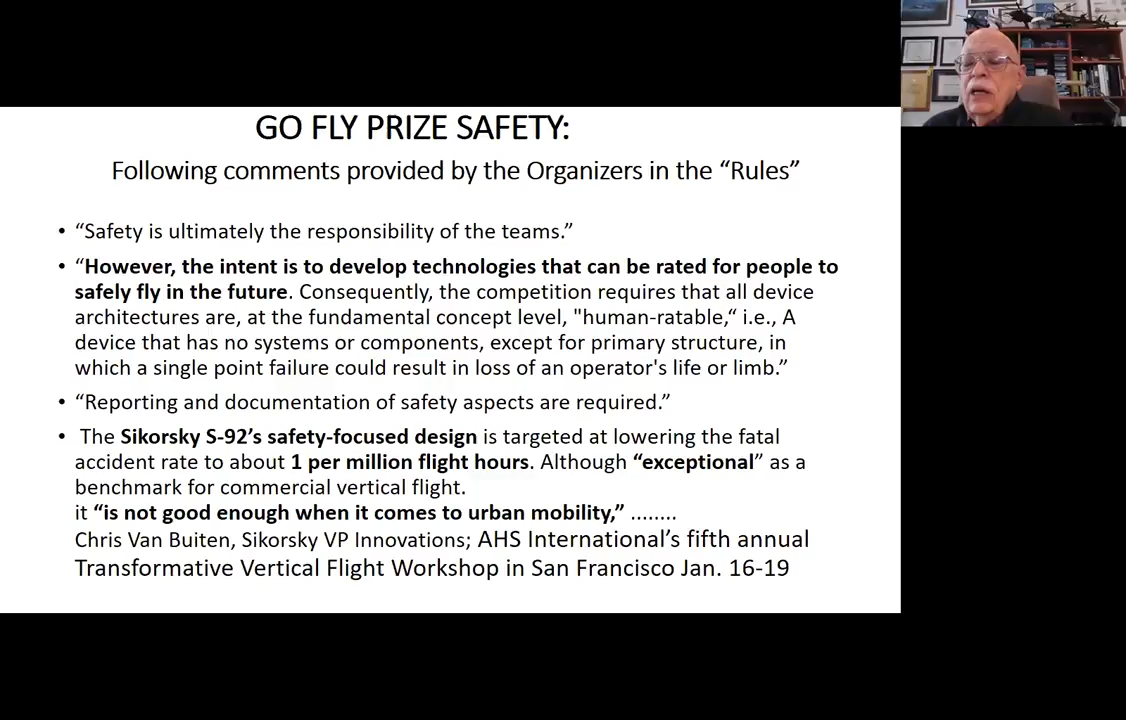 GO FLY PRIZE SAFETY:
Following comments provided by the Organizers in the “Rules”
• “Safety is ultimately the responsibility of the teams.”
• “However, the intent is to develop technologies that can be rated for people to
safely fly in the future. Consequently, the competition requires that all device
architectures are, at the fundamental concept level, "human-ratable,“ i.e., A
device that has no systems or components, except for primary structure, in
which a single point failure could result in loss of an operator's life or limb.”
• “Reporting and documentation of safety aspects are required.”
• The Sikorsky S-92’s safety-focused design is targeted at lowering the fatal
accident rate to about 1 per million flight hours. Although “exceptional” as a
benchmark for commercial vertical flight.
it “is not good enough when it comes to urban mobility,” ........
Chris Van Buiten, Sikorsky VP Innovations; AHS International’s fifth annual
Transformative Vertical Flight Workshop in San Francisco Jan. 16-19